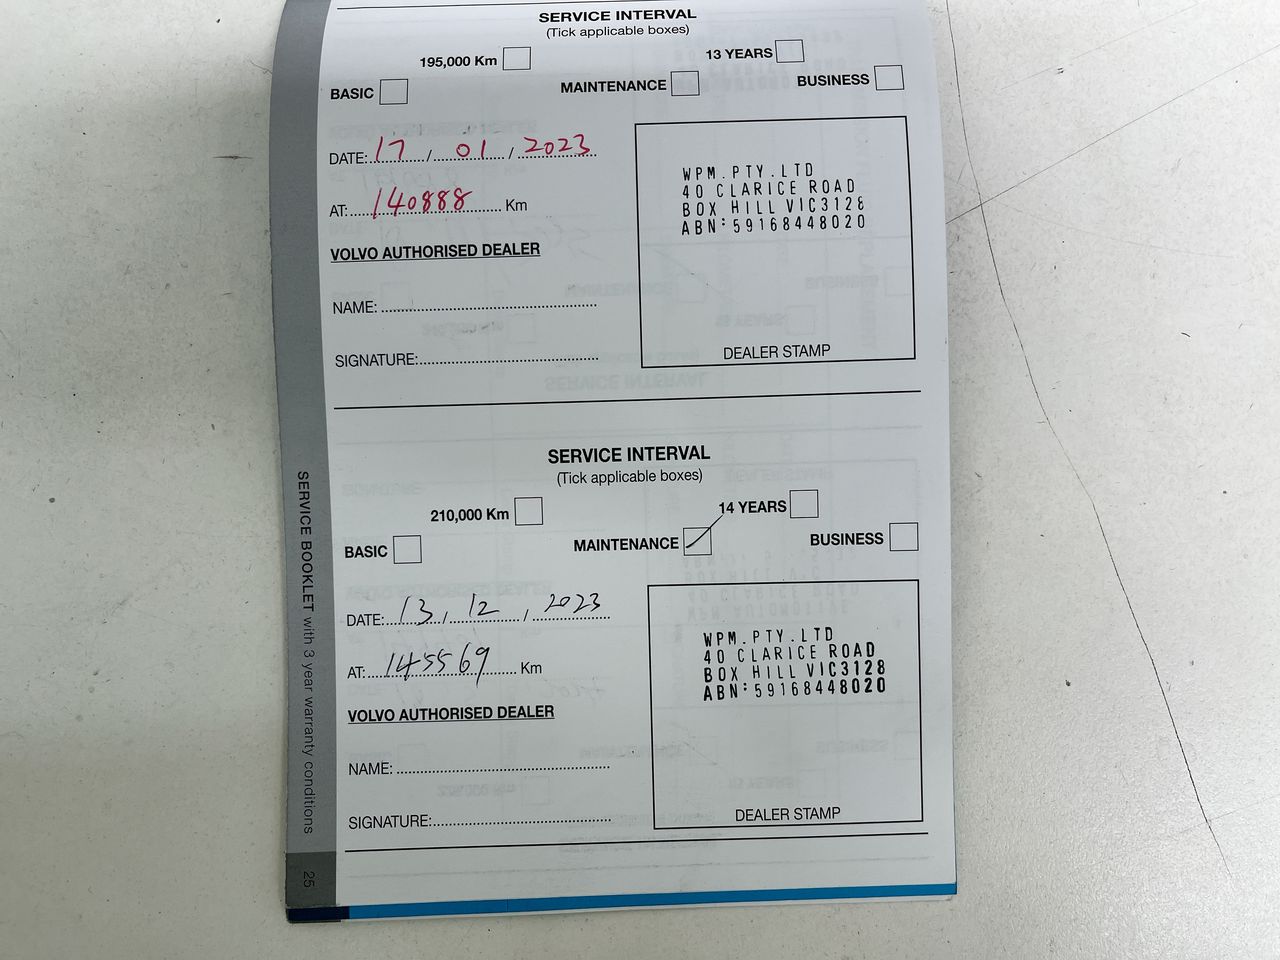 SERVICE INTERVAL
(Tick applicable boxes)
195,000 Km 13 YEARS
BASIC MAINTENANCE BUSINESS
DATE: 17 / 01 / 2023
AT: 140888 Km
VOLVO AUTHORISED DEALER
NAME:
SIGNATURE:
WPM.PTY.LTD
40 CLARICE ROAD
BOX HILL VIC3128
ABN:59168448020
DEALER STAMP
SERVICE INTERVAL
(Tick applicable boxes)
210,000 Km 14 YEARS
BASIC MAINTENANCE BUSINESS
DATE: 13 / 12 / 2023
AT: 145569 Km
VOLVO AUTHORISED DEALER
NAME:
SIGNATURE:
WPM.PTY.LTD
40 CLARICE ROAD
BOX HILL VIC3128
ABN:59168448020
DEALER STAMP
SERVICE BOOKLET with 3 year warranty conditions
25